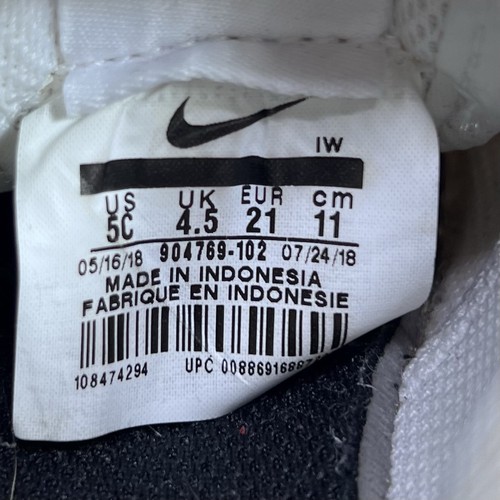 IW
US UK EUR cm
5C 4.5 21 11
05/16/18 904769-102 07/24/18
MADE IN INDONESIA
FABRIQUE EN INDONESIE
108474294 UPC